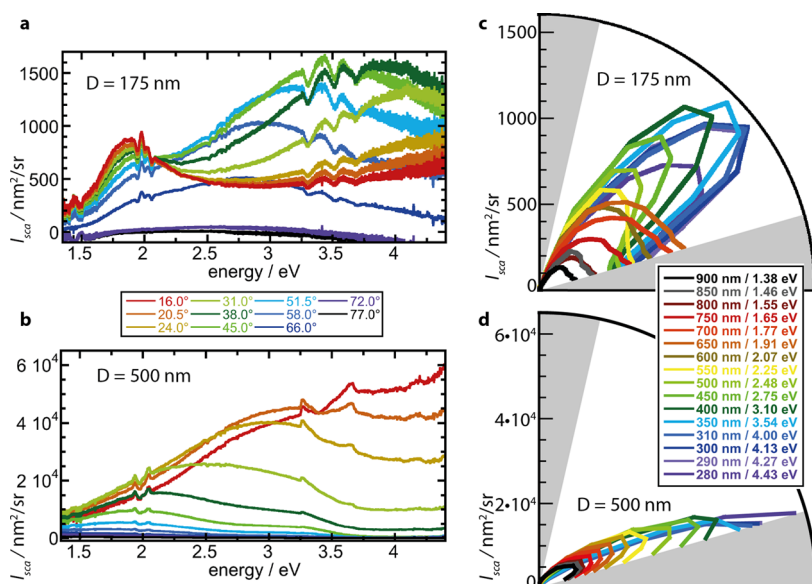 a
D = 175 nm
1500
1000
500
0
I_sca / nm²/sr
1.5 2 2.5 3 3.5 4
energy / eV
16.0° 31.0° 51.5° 72.0°
20.5° 38.0° 58.0° 77.0°
24.0° 45.0° 66.0°
b
D = 500 nm
6 10⁴
4
2
0
I_sca / nm²/sr
1.5 2 2.5 3 3.5 4
energy / eV
c
D = 175 nm
1500
1000
500
0
I_sca / nm²/sr
900 nm / 1.38 eV
850 nm / 1.46 eV
800 nm / 1.55 eV
750 nm / 1.65 eV
700 nm / 1.77 eV
650 nm / 1.91 eV
600 nm / 2.07 eV
550 nm / 2.25 eV
500 nm / 2.48 eV
450 nm / 2.75 eV
400 nm / 3.10 eV
350 nm / 3.54 eV
310 nm / 4.00 eV
300 nm / 4.13 eV
290 nm / 4.27 eV
280 nm / 4.43 eV
d
6 10⁴
4 10⁴
2 10⁴
0
D = 500 nm
I_sca / nm²/sr